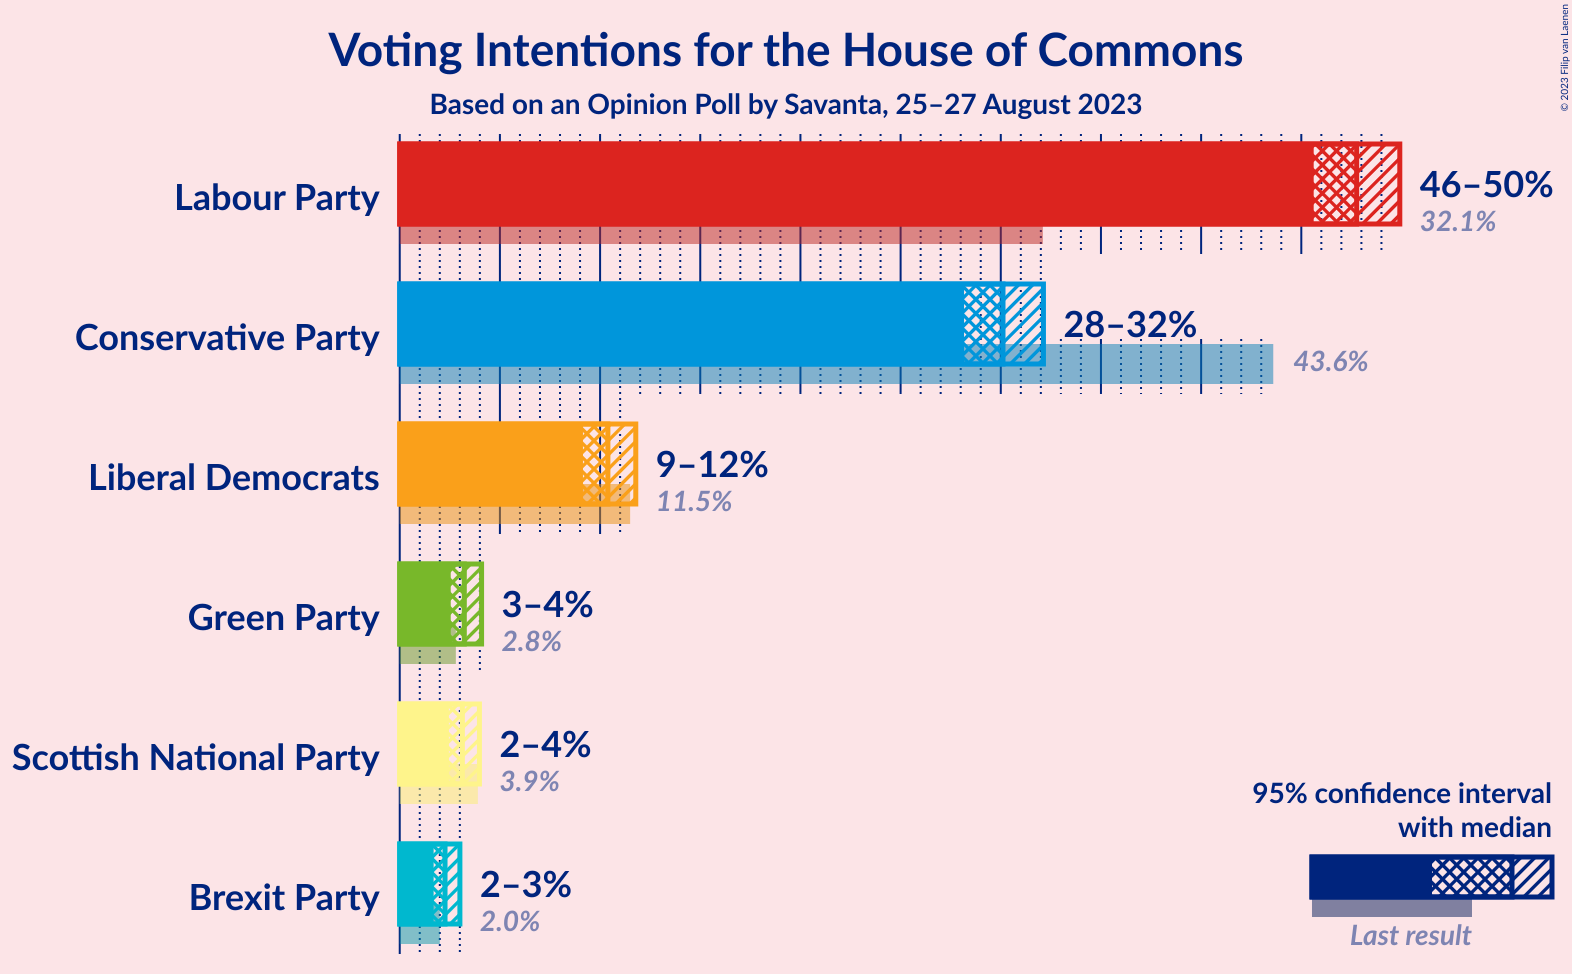 Voting Intentions for the House of Commons
Based on an Opinion Poll by Savanta, 25–27 August 2023
© 2023 Filip van Laenen
Labour Party
46–50%
32.1%
Conservative Party
28–32%
43.6%
Liberal Democrats
9–12%
11.5%
Green Party
3–4%
2.8%
Scottish National Party
2–4%
3.9%
Brexit Party
2–3%
2.0%
95% confidence interval
with median
Last result